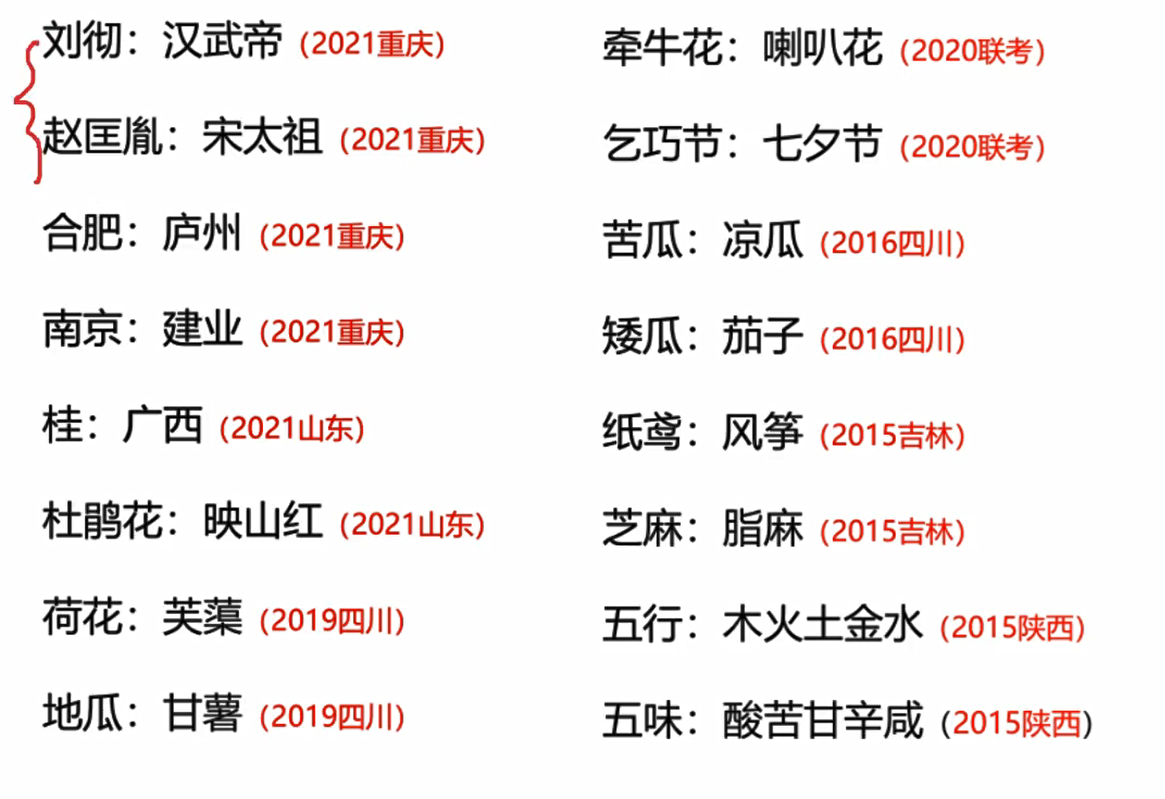 刘彻：汉武帝（2021重庆）
赵匡胤：宋太祖（2021重庆）
合肥：庐州（2021重庆）
南京：建业（2021重庆）
桂：广西（2021山东）
杜鹃花：映山红（2021山东）
荷花：芙蕖（2019四川）
地瓜：甘薯（2019四川）
牵牛花：喇叭花（2020联考）
乞巧节：七夕节（2020联考）
苦瓜：凉瓜（2016四川）
矮瓜：茄子（2016四川）
纸鸢：风筝（2015吉林）
芝麻：脂麻（2015吉林）
五行：木火土金水（2015陕西）
五味：酸苦甘辛咸（2015陕西）